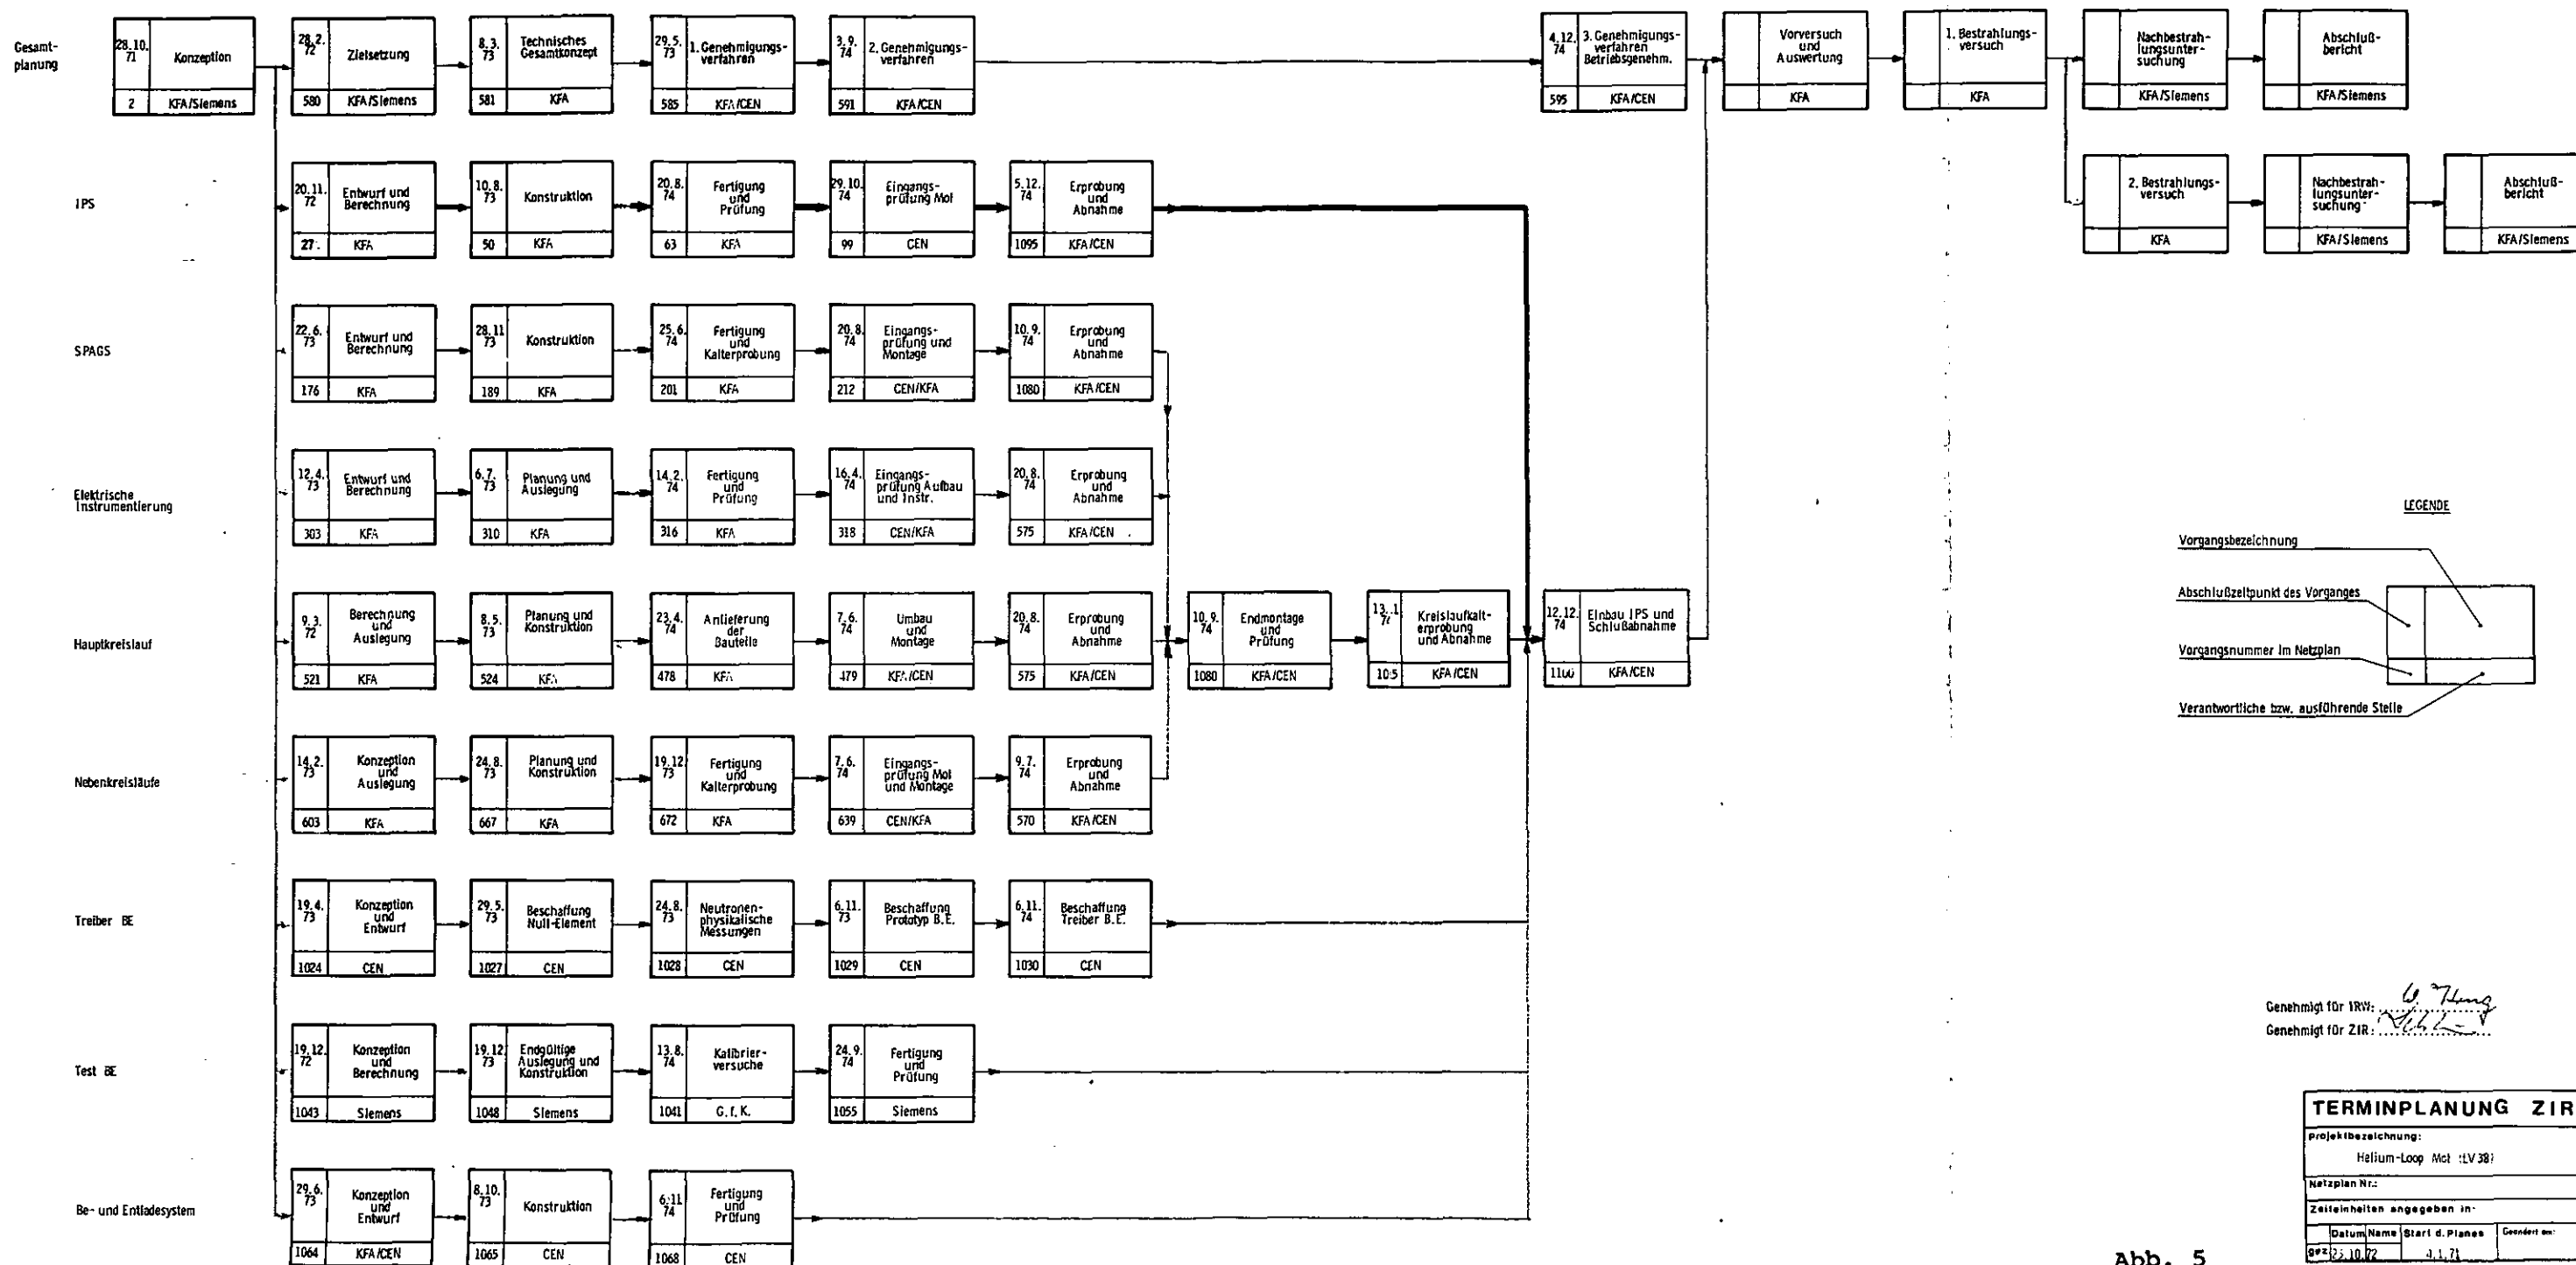 Gesamt-
planung
28.10.
71
Konzeption
2
KFA/Siemens
28.2.
72
Zielsetzung
580
KFA/Siemens
8.3.
73
Technisches
Gesamtkonzept
581
KFA
29.5.
73
1. Genehmigungs-
verfahren
585
KFA/CEN
3.9.
74
2. Genehmigungs-
verfahren
591
KFA/CEN
4.12.
74
3. Genehmigungs-
verfahren
Betriebsgenehm.
595
KFA/CEN
Vorversuch
und
Auswertung
KFA
1. Bestrahlungs-
versuch
KFA
Nachbestrah-
lungsunter-
suchung
KFA/Siemens
Abschluß-
bericht
KFA/Siemens
IPS
20.11.
72
Entwurf und
Berechnung
27
KFA
10.8.
73
Konstruktion
50
KFA
20.8.
74
Fertigung
und
Prüfung
63
KFA
29.10.
74
Eingangs-
prüfung Mol
99
CEN
5.12.
74
Erprobung
und
Abnahme
1095
KFA/CEN
2. Bestrahlungs-
versuch
KFA
Nachbestrah-
lungsunter-
suchung
KFA/Siemens
Abschluß-
bericht
KFA/Siemens
SPAGS
22.6.
73
Entwurf und
Berechnung
176
KFA
28.11
73
Konstruktion
189
KFA
25.6.
74
Fertigung
und
Kalterprobung
201
KFA
20.8.
74
Eingangs-
prüfung und
Montage
212
CEN/KFA
10.9.
74
Erprobung
und
Abnahme
1080
KFA/CEN
Elektrische
Instrumentierung
12.4.
73
Entwurf und
Berechnung
303
KFA
6.7.
73
Planung und
Auslegung
310
KFA
14.2.
74
Fertigung
und
Prüfung
316
KFA
16.4.
74
Eingangs-
prüfung Aufbau
und Instr.
318
CEN/KFA
20.8.
74
Erprobung
und
Abnahme
575
KFA/CEN
LEGENDE
Vorgangsbezeichnung
Abschlußzeitpunkt des Vorganges
Vorgangsnummer im Netzplan
Verantwortliche bzw. ausführende Stelle
Hauptkreislauf
9.3.
72
Berechnung
und
Auslegung
521
KFA
8.5.
73
Planung und
Konstruktion
524
KFA
23.4.
74
Anlieferung
der
Bauteile
478
KFA
7.6.
74
Umbau
und
Montage
479
KFA/CEN
20.8.
74
Erprobung
und
Abnahme
575
KFA/CEN
10.9.
74
Endmontage
und
Prüfung
1080
KFA/CEN
Kreislaufkalt-
erprobung
und Abnahme
KFA/CEN
12.12.
74
Einbau IPS und
Schlußabnahme
KFA/CEN
Nebenkreisläufe
14.2.
73
Konzeption
und
Auslegung
603
KFA
24.8.
73
Planung und
Konstruktion
667
KFA
19.12
73
Fertigung
und
Kalterprobung
672
KFA
7.6.
74
Eingangs-
prüfung Mol
und Montage
639
CEN/KFA
9.7.
74
Erprobung
und
Abnahme
570
KFA/CEN
Treiber BE
19.4.
73
Konzeption
und
Entwurf
1024
CEN
29.5.
73
Beschaffung
Null-Element
1027
CEN
24.8.
73
Neutronen-
physikalische
Messungen
1028
CEN
6.11.
73
Beschaffung
Prototyp B.E.
1029
CEN
6.11.
74
Beschaffung
Treiber B.E.
1030
CEN
Test BE
19.12.
72
Konzeption
und
Berechnung
1043
Siemens
19.12
73
Endgültige
Auslegung und
Konstruktion
1048
Siemens
13.8.
74
Kalibrier-
versuche
1041
G.f.K.
24.9.
74
Fertigung
und
Prüfung
1055
Siemens
Be- und Entladesystem
29.6.
73
Konzeption
und
Entwurf
1064
KFA/CEN
8.10.
73
Konstruktion
1065
CEN
6.11
74
Fertigung
und
Prüfung
1068
CEN
Genehmigt für IRW:
Genehmigt für ZIR:
TERMINPLANUNG ZIR
Projektbezeichnung:
Helium-Loop Mol
Netzplan Nr.:
Zeiteinheiten angegeben in:
Datum Name Start d. Planes Geändert am:
gez 4.1.71
Abb. 5